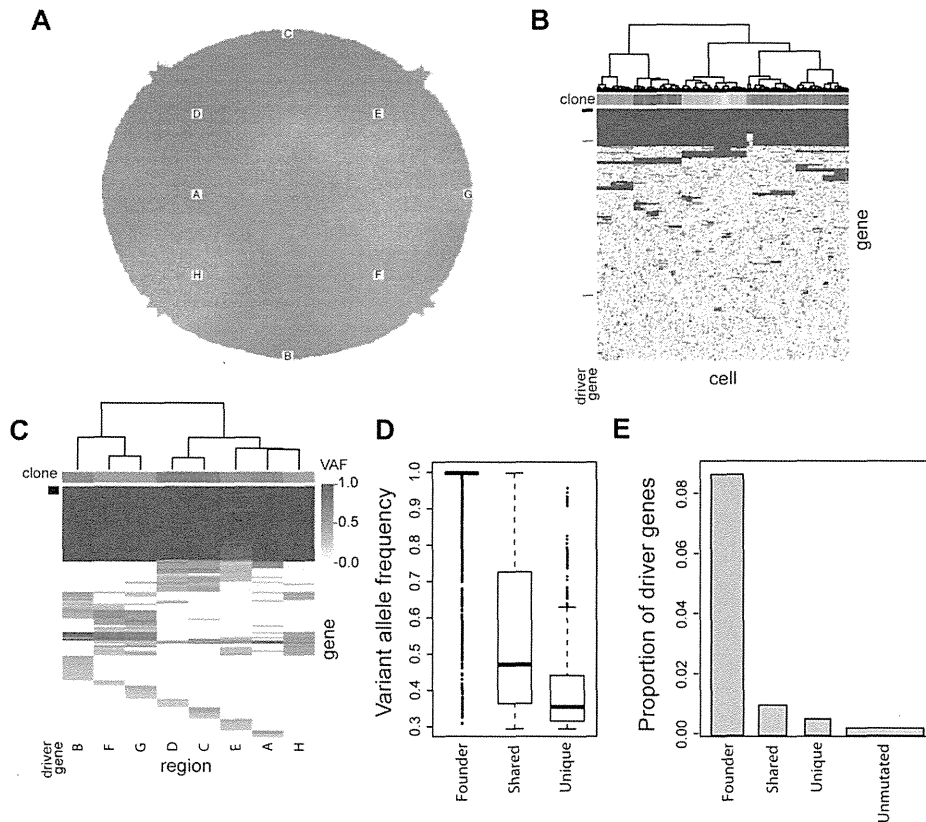 A
C
D
E
A
G
H
F
B
B
clone
gene
driver
gene
cell
C
clone
VAF
1.0
0.5
0.0
gene
driver
gene
B
F
G
D
C
E
A
H
region
D
Variant allele frequency
1.0
0.9
0.8
0.7
0.6
0.5
0.4
0.3
Founder
Shared
Unique
E
Proportion of driver genes
0.08
0.06
0.04
0.02
0.00
Founder
Shared
Unique
Unmutated